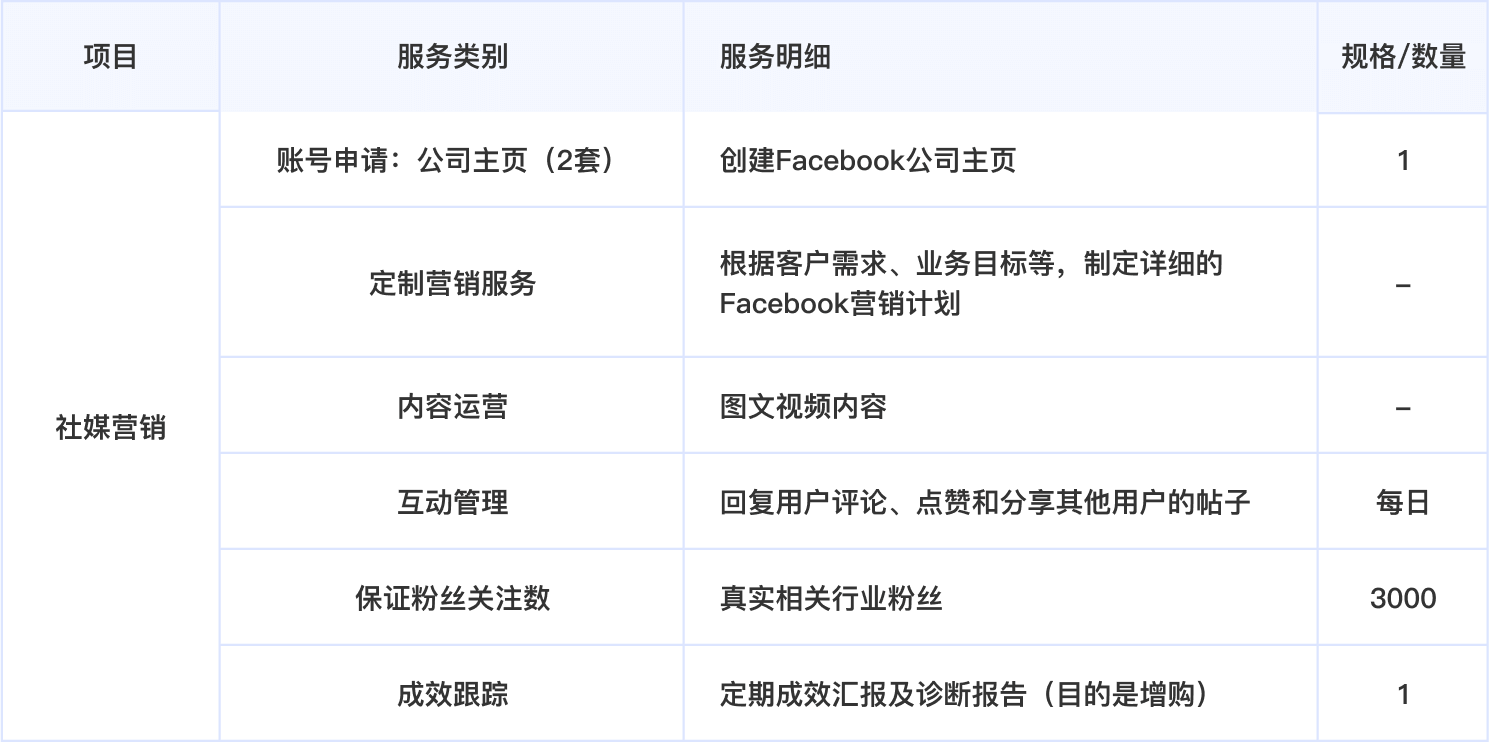 项目
服务类别
服务明细
规格/数量
社媒营销
账号申请：公司主页（2套）
创建Facebook公司主页
1
定制营销服务
根据客户需求、业务目标等，制定详细的
Facebook营销计划
–
内容运营
图文视频内容
–
互动管理
回复用户评论、点赞和分享其他用户的帖子
每日
保证粉丝关注数
真实相关行业粉丝
3000
成效跟踪
定期成效汇报及诊断报告（目的是增购）
1